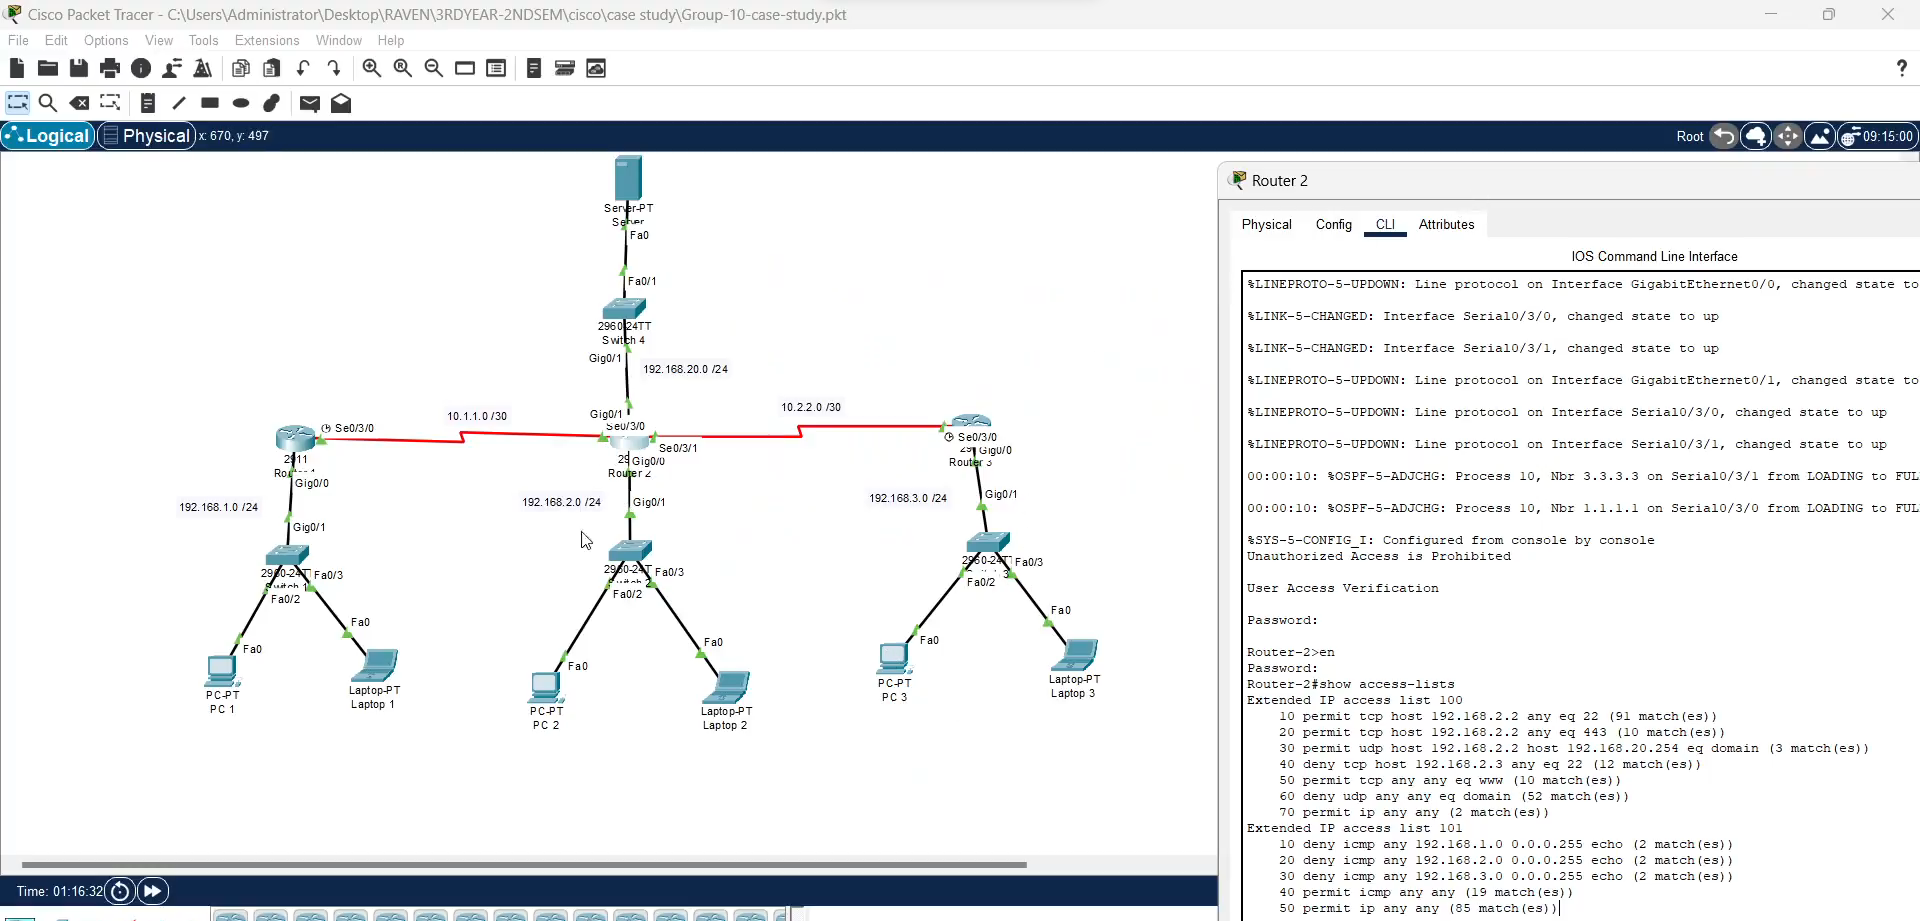 Cisco Packet Tracer - C:\Users\Administrator\Desktop\RAVEN\3RDYEAR-2NDSEM\cisco\case study\Group-10-case-study.pkt
File Edit Options View Tools Extensions Window Help
?
Logical Physical x: 670, y: 497
Root 09:15:00
Server-PT
Server
Fa0
Fa0/1
2960-24TT
Switch 4
Gig0/1
192.168.20.0 /24
10.1.1.0 /30
Gig0/1
Se0/3/0
10.2.2.0 /30
Se0/3/0
2911
Gig0/0
192.168.1.0 /24
Gig0/1
Fa0/3
Fa0/2
Fa0
Fa0
PC-PT
PC 1
Laptop-PT
Laptop 1
Se0/3/1
Gig0/0
Router 2
192.168.2.0 /24
Gig0/1
Fa0/3
Fa0/2
Fa0
Fa0
PC-PT
PC 2
Laptop-PT
Laptop 2
Se0/3/0
Gig0/0
Router 3
192.168.3.0 /24
Gig0/1
Fa0/3
Fa0/2
Fa0
Fa0
PC-PT
PC 3
Laptop-PT
Laptop 3
Time: 01:16:32
Router 2
Physical Config CLI Attributes
IOS Command Line Interface
%LINEPROTO-5-UPDOWN: Line protocol on Interface GigabitEthernet0/0, changed state to
%LINK-5-CHANGED: Interface Serial0/3/0, changed state to up
%LINK-5-CHANGED: Interface Serial0/3/1, changed state to up
%LINEPROTO-5-UPDOWN: Line protocol on Interface GigabitEthernet0/1, changed state to
%LINEPROTO-5-UPDOWN: Line protocol on Interface Serial0/3/0, changed state to up
%LINEPROTO-5-UPDOWN: Line protocol on Interface Serial0/3/1, changed state to up
00:00:10: %OSPF-5-ADJCHG: Process 10, Nbr 3.3.3.3 on Serial0/3/1 from LOADING to FUL
00:00:10: %OSPF-5-ADJCHG: Process 10, Nbr 1.1.1.1 on Serial0/3/0 from LOADING to FUL
%SYS-5-CONFIG_I: Configured from console by console
Unauthorized Access is Prohibited
User Access Verification
Password:
Router-2>en
Password:
Router-2#show access-lists
Extended IP access list 100
10 permit tcp host 192.168.2.2 any eq 22 (91 match(es))
20 permit tcp host 192.168.2.2 any eq 443 (10 match(es))
30 permit udp host 192.168.2.2 host 192.168.20.254 eq domain (3 match(es))
40 deny tcp host 192.168.2.3 any eq 22 (12 match(es))
50 permit tcp any any eq www (10 match(es))
60 deny udp any any eq domain (52 match(es))
70 permit ip any any (2 match(es))
Extended IP access list 101
10 deny icmp any 192.168.1.0 0.0.0.255 echo (2 match(es))
20 deny icmp any 192.168.2.0 0.0.0.255 echo (2 match(es))
30 deny icmp any 192.168.3.0 0.0.0.255 echo (2 match(es))
40 permit icmp any any (19 match(es))
50 permit ip any any (85 match(es))